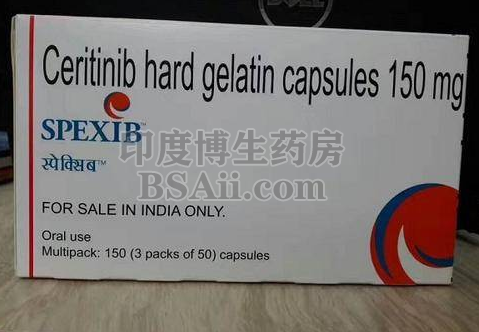 DELL
Ceritinib hard gelatin capsules 150 mg
SPEXIB™
स्पेक्सिब™
印度博生药房
BSAii.com
FOR SALE IN INDIA ONLY.
Oral use
Multipack: 150 (3 packs of 50) capsules